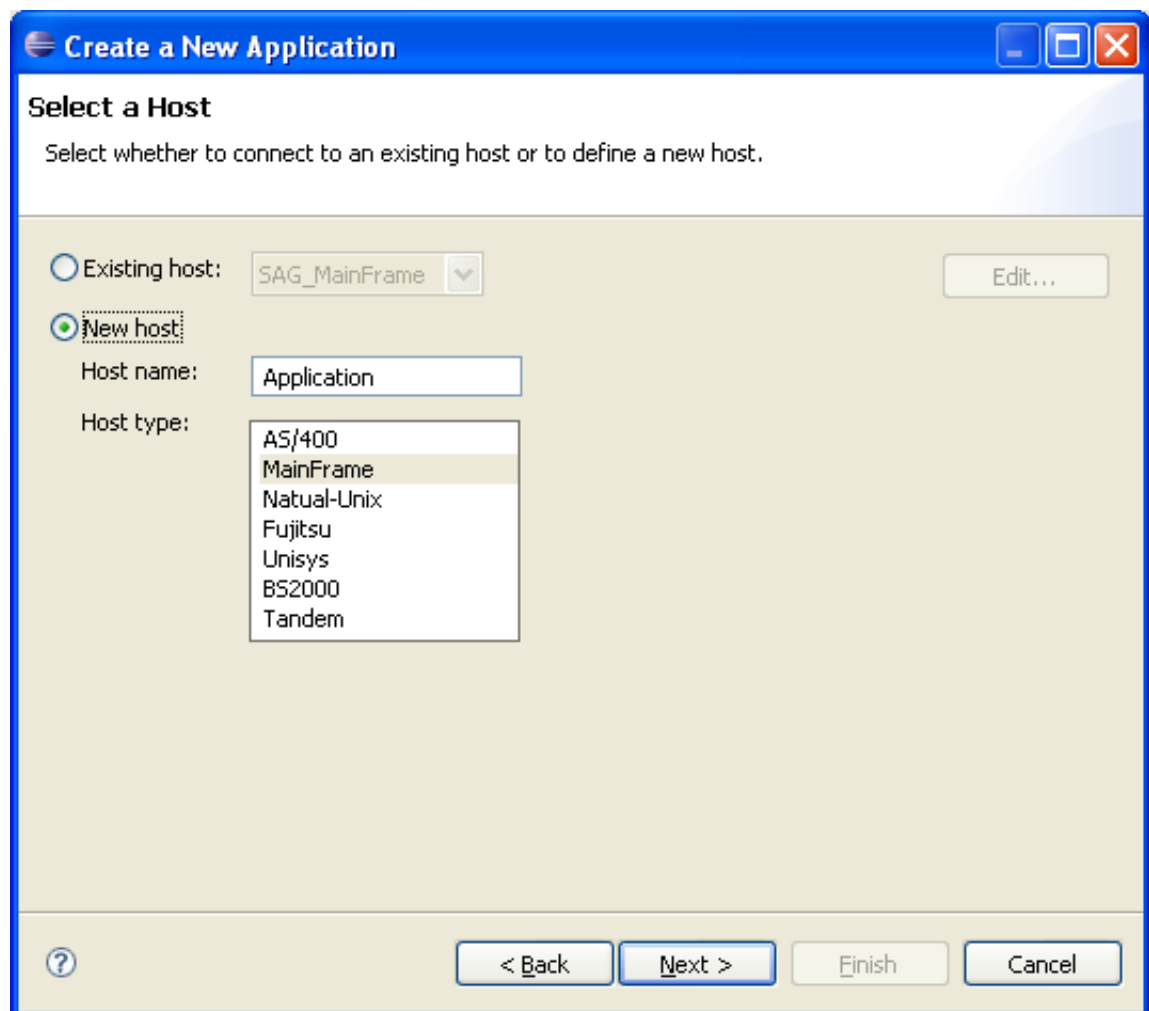 Create a New Application
Select a Host
Select whether to connect to an existing host or to define a new host.
Existing host: SAG_MainFrame Edit...
New host
Host name: Application
Host type:
AS/400
MainFrame
Natual-Unix
Fujitsu
Unisys
BS2000
Tandem
? < Back Next > Finish Cancel